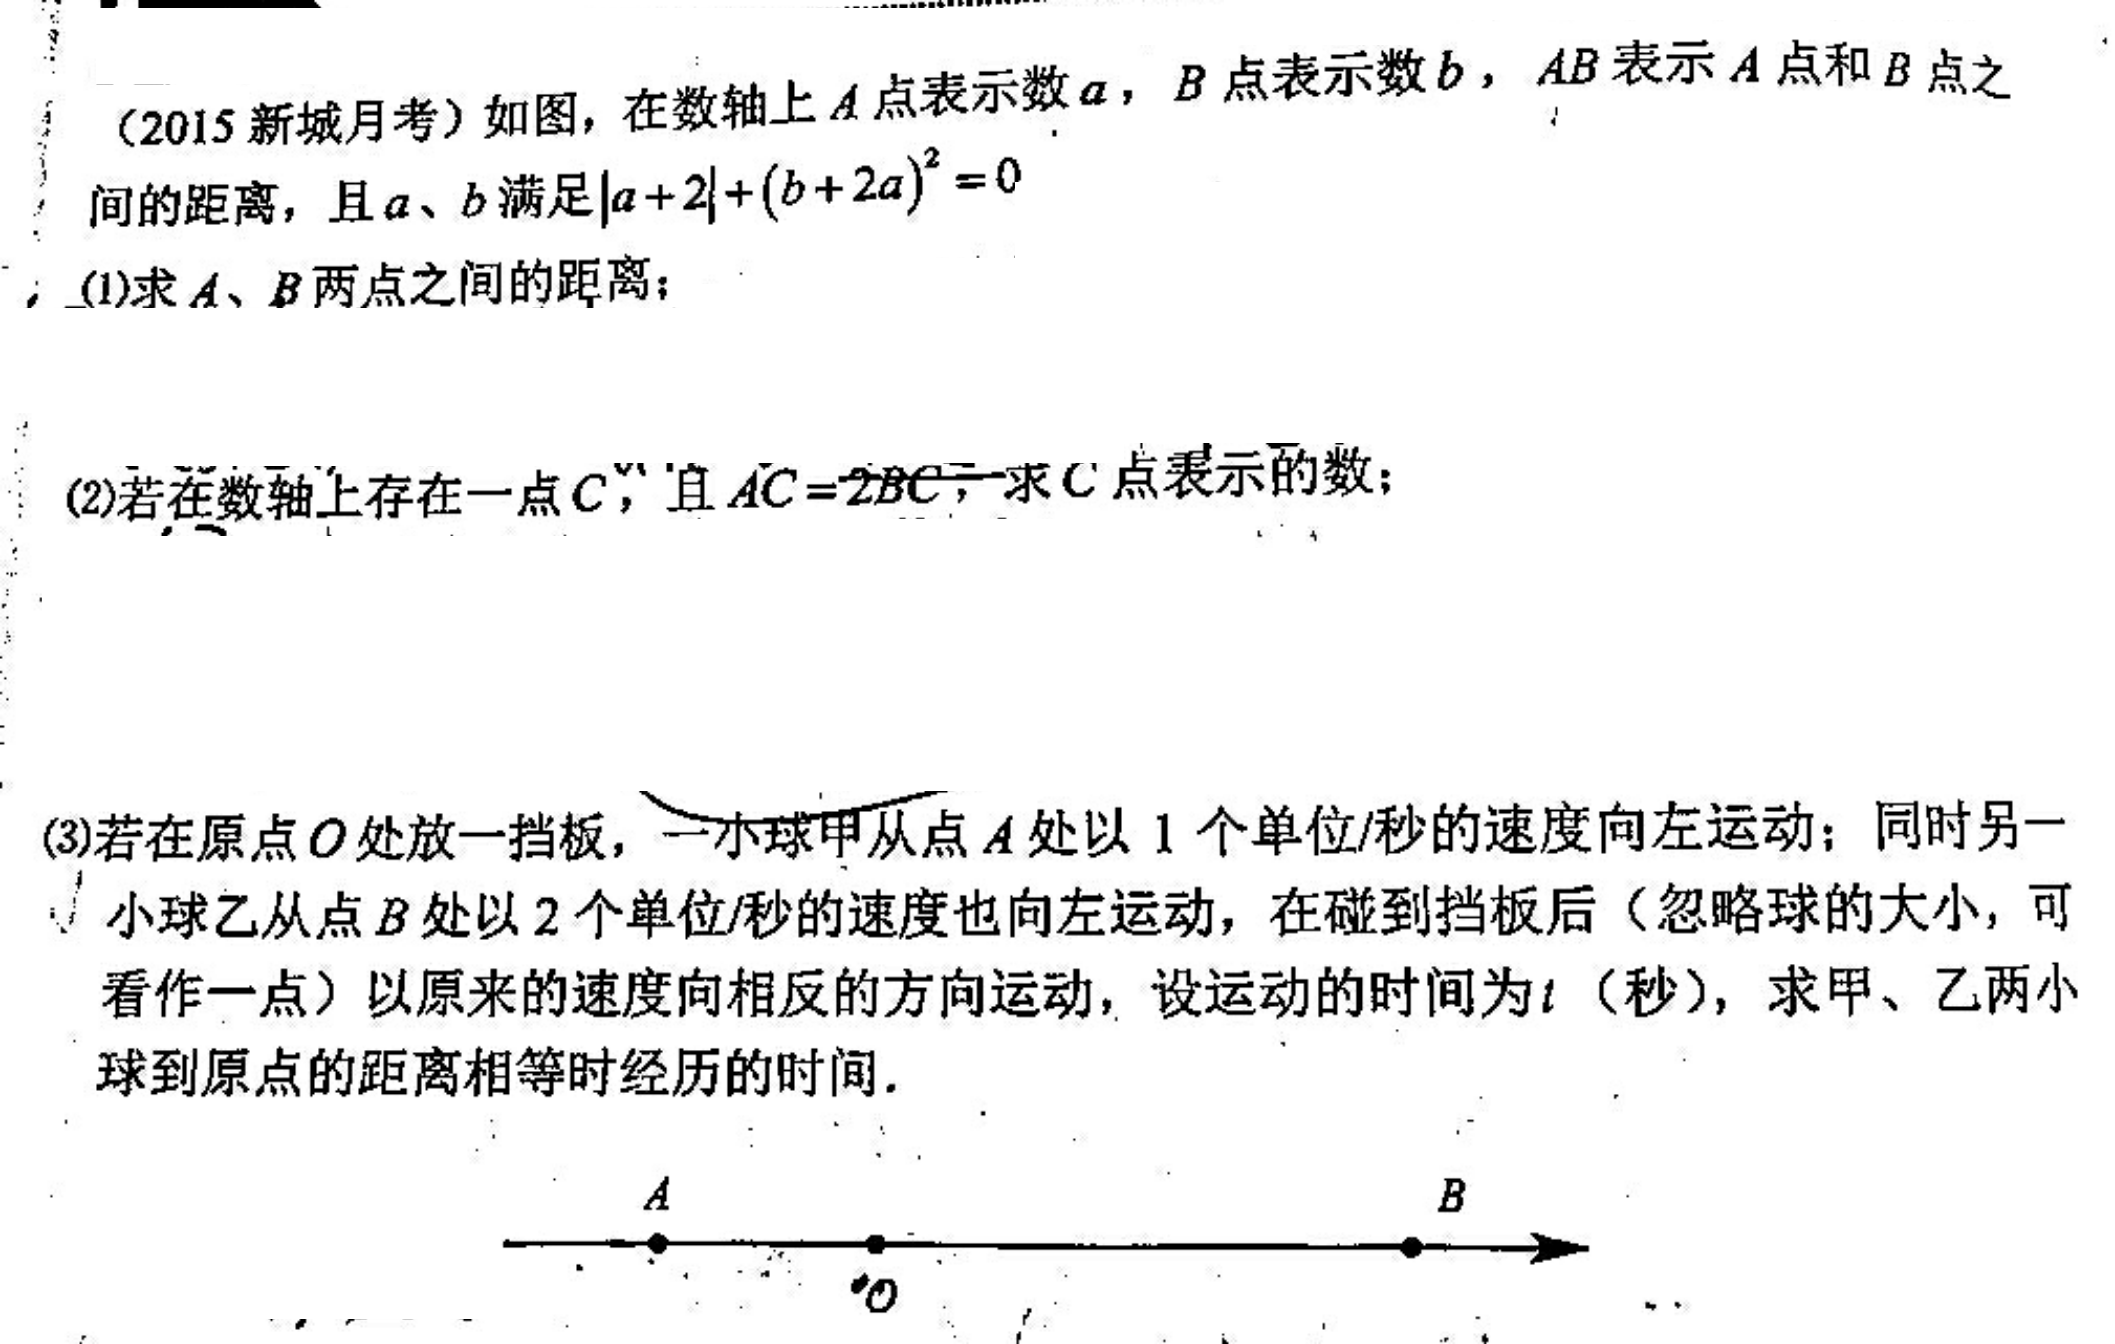 （2015 新城月考）如图，在数轴上 A 点表示数 a，B 点表示数 b，AB 表示 A 点和 B 点之
间的距离，且 a、b 满足 |a+2|+(b+2a)²=0
(1)求 A、B 两点之间的距离；
(2)若在数轴上存在一点 C，且 AC=2BC，求 C 点表示的数；
(3)若在原点 O 处放一挡板，一小球甲从点 A 处以 1 个单位/秒的速度向左运动；同时另一
小球乙从点 B 处以 2 个单位/秒的速度也向左运动，在碰到挡板后（忽略球的大小，可
看作一点）以原来的速度向相反的方向运动，设运动的时间为 t（秒），求甲、乙两小
球到原点的距离相等时经历的时间．
A B
O